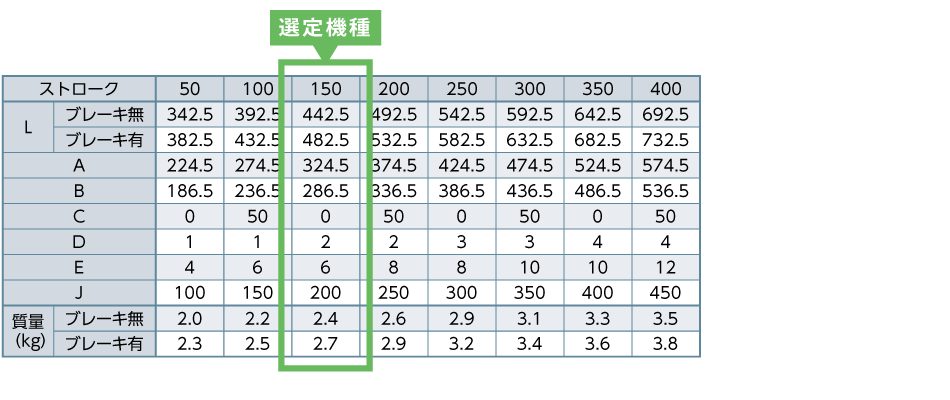 選定機種
ストローク 50 100 150 200 250 300 350 400
L ブレーキ無 342.5 392.5 442.5 492.5 542.5 592.5 642.5 692.5
ブレーキ有 382.5 432.5 482.5 532.5 582.5 632.5 682.5 732.5
A 224.5 274.5 324.5 374.5 424.5 474.5 524.5 574.5
B 186.5 236.5 286.5 336.5 386.5 436.5 486.5 536.5
C 0 50 0 50 0 50 0 50
D 1 1 2 2 3 3 4 4
E 4 6 6 8 8 10 10 12
J 100 150 200 250 300 350 400 450
質量 (kg) ブレーキ無 2.0 2.2 2.4 2.6 2.9 3.1 3.3 3.5
ブレーキ有 2.3 2.5 2.7 2.9 3.2 3.4 3.6 3.8